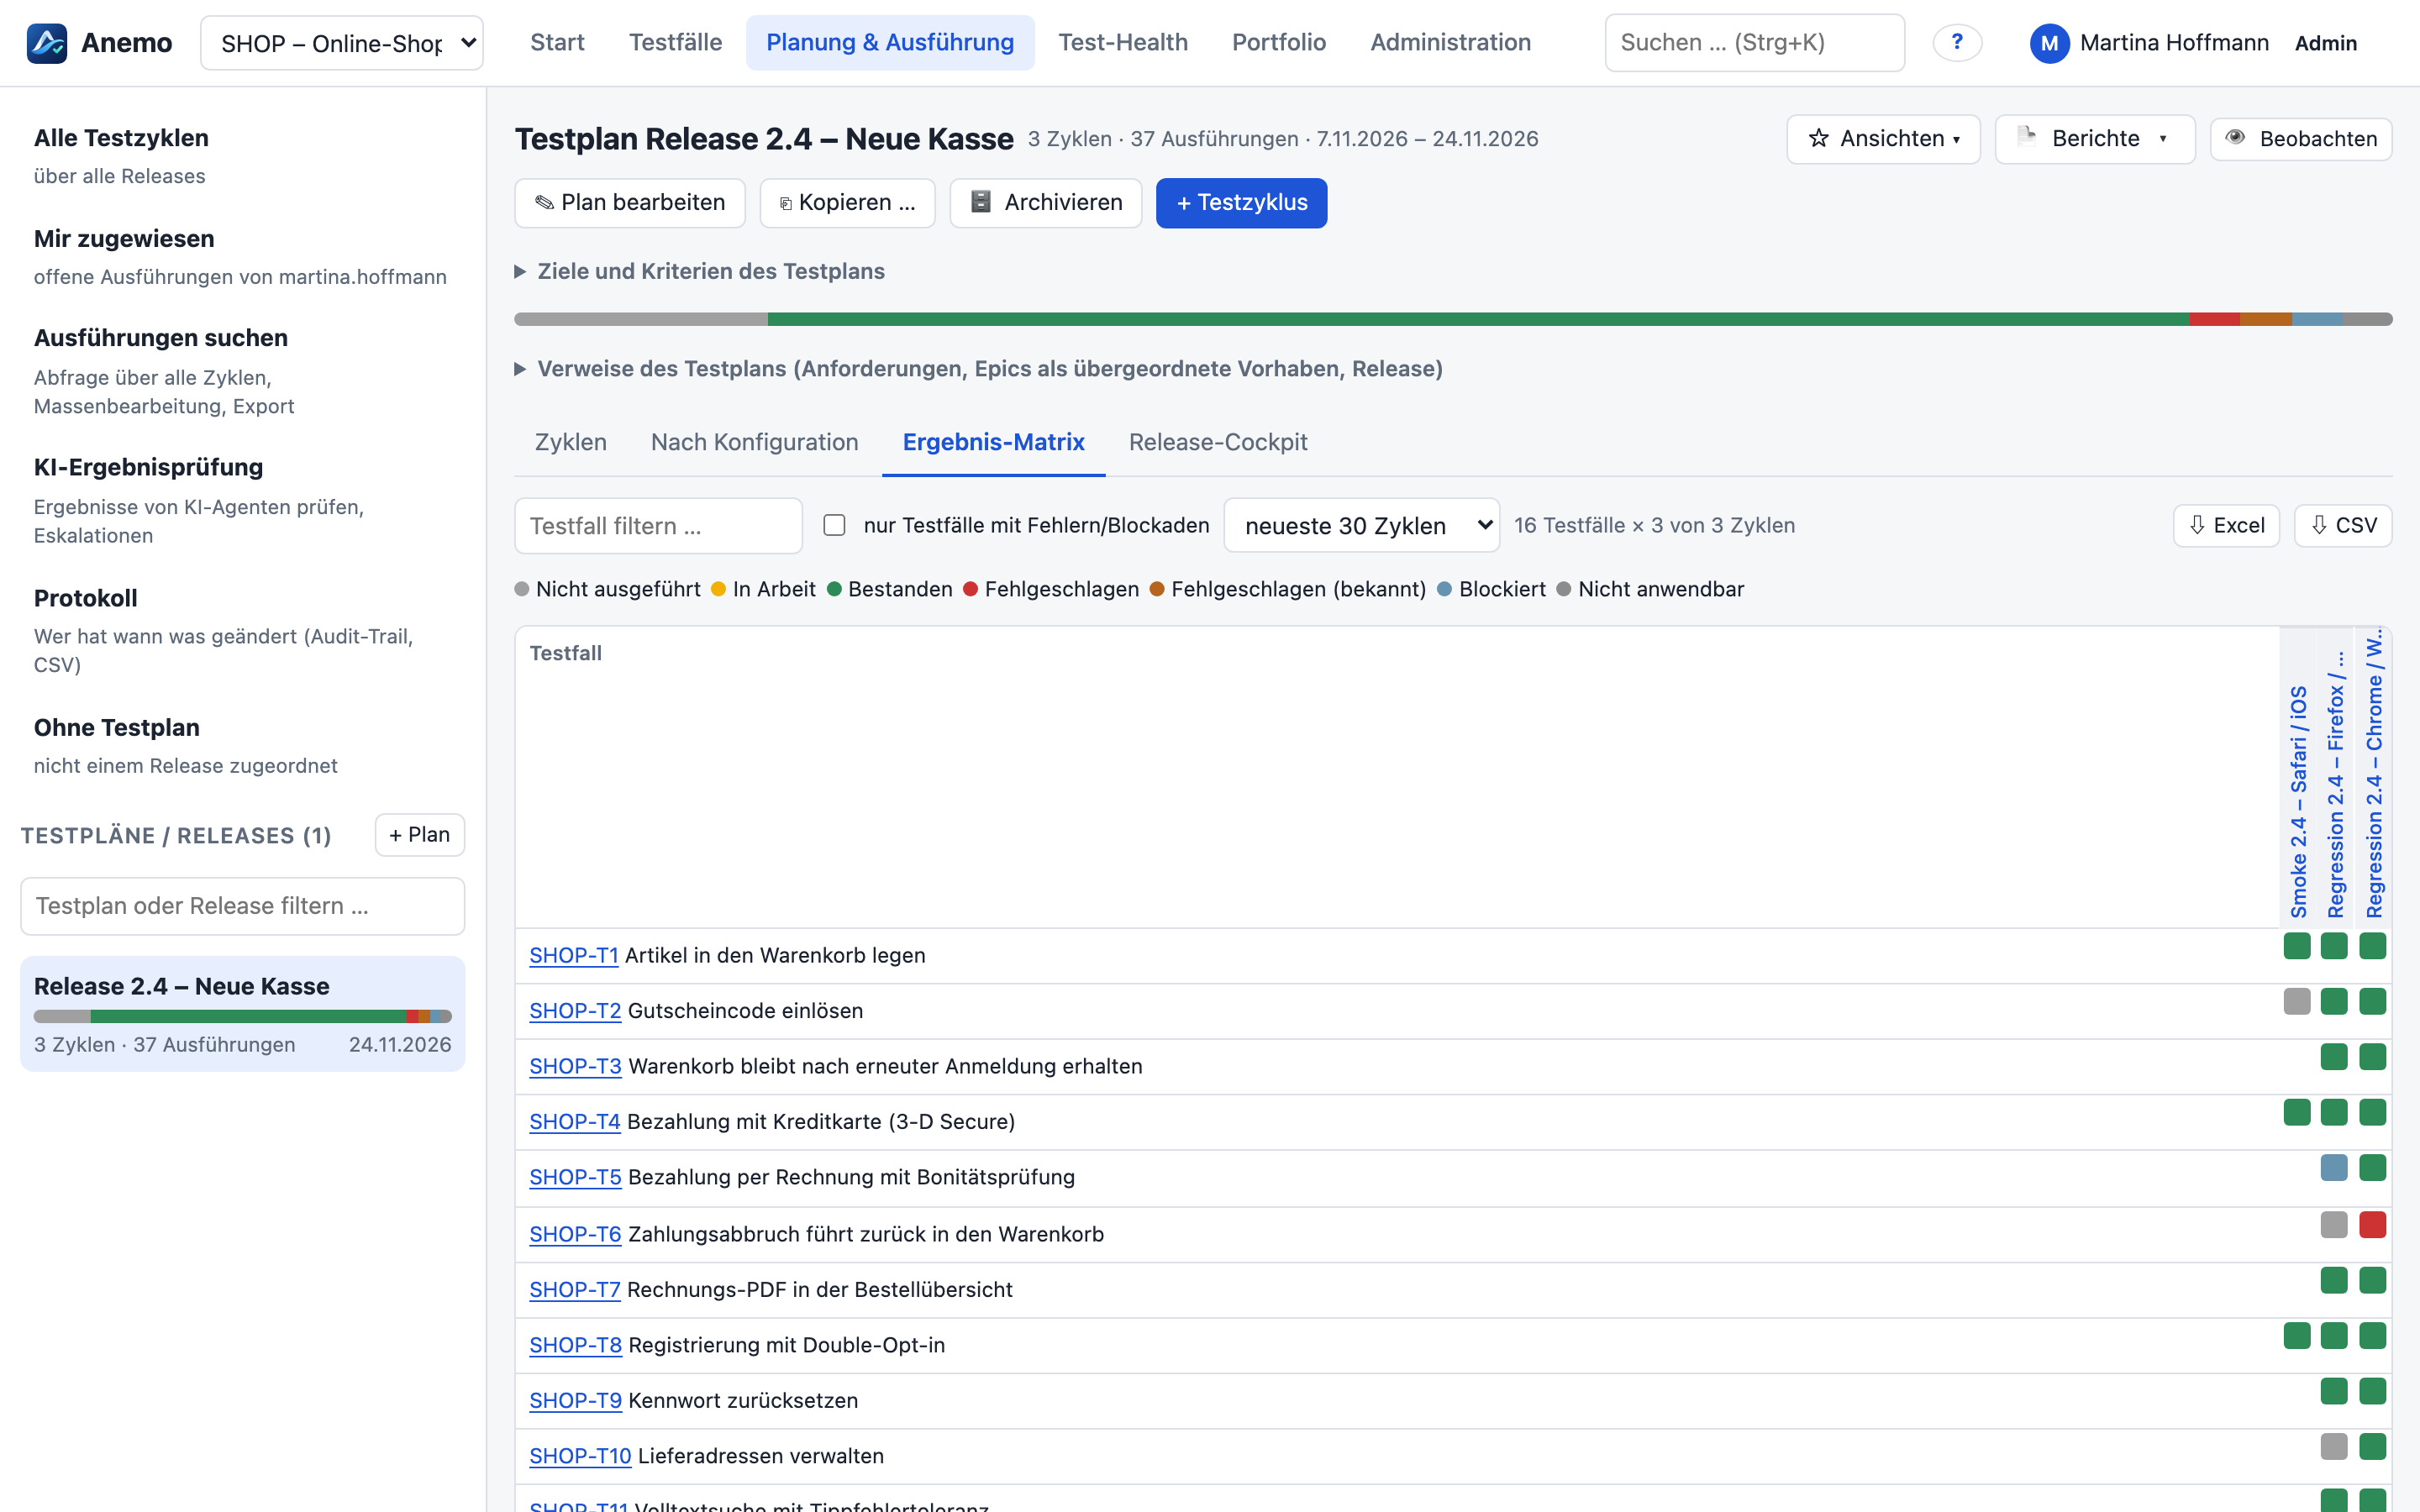 Anemo
SHOP – Online-Shop
Start
Testfälle
Planung & Ausführung
Test-Health
Portfolio
Administration
Suchen ... (Strg+K)
?
M
Martina Hoffmann
Admin
Alle Testzyklen
über alle Releases
Mir zugewiesen
offene Ausführungen von martina.hoffmann
Ausführungen suchen
Abfrage über alle Zyklen,
Massenbearbeitung, Export
KI-Ergebnisprüfung
Ergebnisse von KI-Agenten prüfen,
Eskalationen
Protokoll
Wer hat wann was geändert (Audit-Trail,
CSV)
Ohne Testplan
nicht einem Release zugeordnet
TESTPLÄNE / RELEASES (1)
+ Plan
Testplan oder Release filtern ...
Release 2.4 – Neue Kasse
3 Zyklen · 37 Ausführungen
24.11.2026
Testplan Release 2.4 – Neue Kasse
3 Zyklen · 37 Ausführungen · 7.11.2026 – 24.11.2026
☆ Ansichten ▾
Berichte ▾
Beobachten
✎ Plan bearbeiten
Kopieren ...
Archivieren
+ Testzyklus
▶ Ziele und Kriterien des Testplans
▶ Verweise des Testplans (Anforderungen, Epics als übergeordnete Vorhaben, Release)
Zyklen
Nach Konfiguration
Ergebnis-Matrix
Release-Cockpit
Testfall filtern ...
nur Testfälle mit Fehlern/Blockaden
neueste 30 Zyklen
16 Testfälle × 3 von 3 Zyklen
⇩ Excel
⇩ CSV
Nicht ausgeführt
In Arbeit
Bestanden
Fehlgeschlagen
Fehlgeschlagen (bekannt)
Blockiert
Nicht anwendbar
Testfall
Smoke 2.4 – Safari / iOS
Regression 2.4 – Firefox / ...
Regression 2.4 – Chrome / W...
SHOP-T1 Artikel in den Warenkorb legen
SHOP-T2 Gutscheincode einlösen
SHOP-T3 Warenkorb bleibt nach erneuter Anmeldung erhalten
SHOP-T4 Bezahlung mit Kreditkarte (3-D Secure)
SHOP-T5 Bezahlung per Rechnung mit Bonitätsprüfung
SHOP-T6 Zahlungsabbruch führt zurück in den Warenkorb
SHOP-T7 Rechnungs-PDF in der Bestellübersicht
SHOP-T8 Registrierung mit Double-Opt-in
SHOP-T9 Kennwort zurücksetzen
SHOP-T10 Lieferadressen verwalten
SHOP-T11 Volltextsuche mit Tippfehlertoleranz